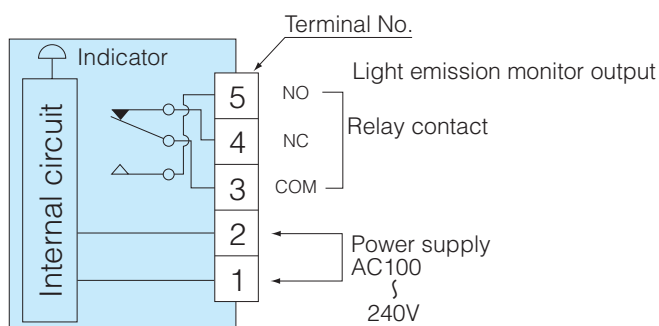 Terminal No.
Indicator
Light emission monitor output
Internal circuit
5 NO
Relay contact
4 NC
3 COM
2
1
Power supply
AC100
~
240V